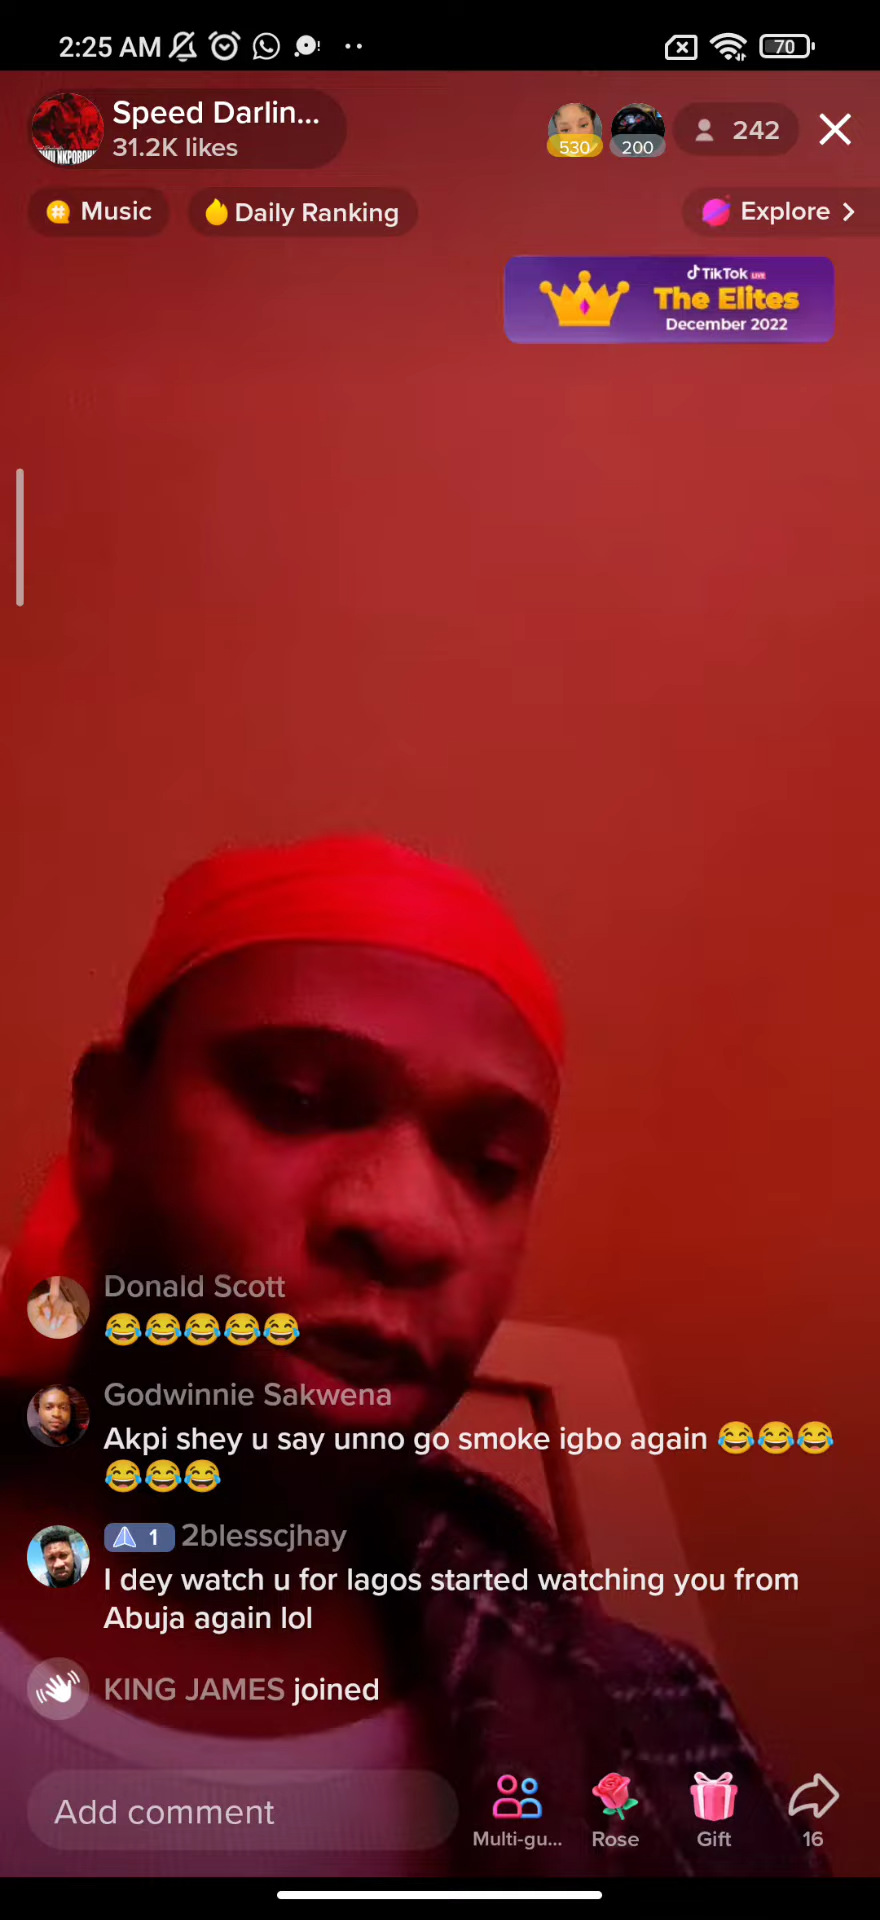 2:25 AM
70
Speed Darlin...
31.2K likes
530
200
242
Music
Daily Ranking
Explore
TikTok LIVE
The Elites
December 2022
Donald Scott
😂😂😂😂😂
Godwinnie Sakwena
Akpi shey u say unno go smoke igbo again 😂😂😂
😂😂😂
1 2blesscjhay
I dey watch u for lagos started watching you from
Abuja again lol
KING JAMES joined
Add comment
Multi-gu...
Rose
Gift
16